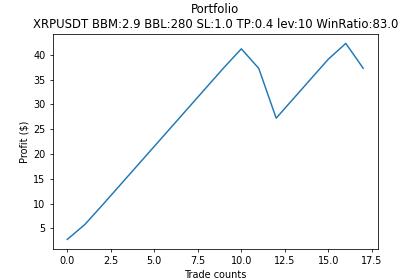 Portfolio
XRPUSDT BBM:2.9 BBL:280 SL:1.0 TP:0.4 lev:10 WinRatio:83.0
40
35
30
25
20
15
10
5
Profit ($)
0.0 2.5 5.0 7.5 10.0 12.5 15.0 17.5
Trade counts